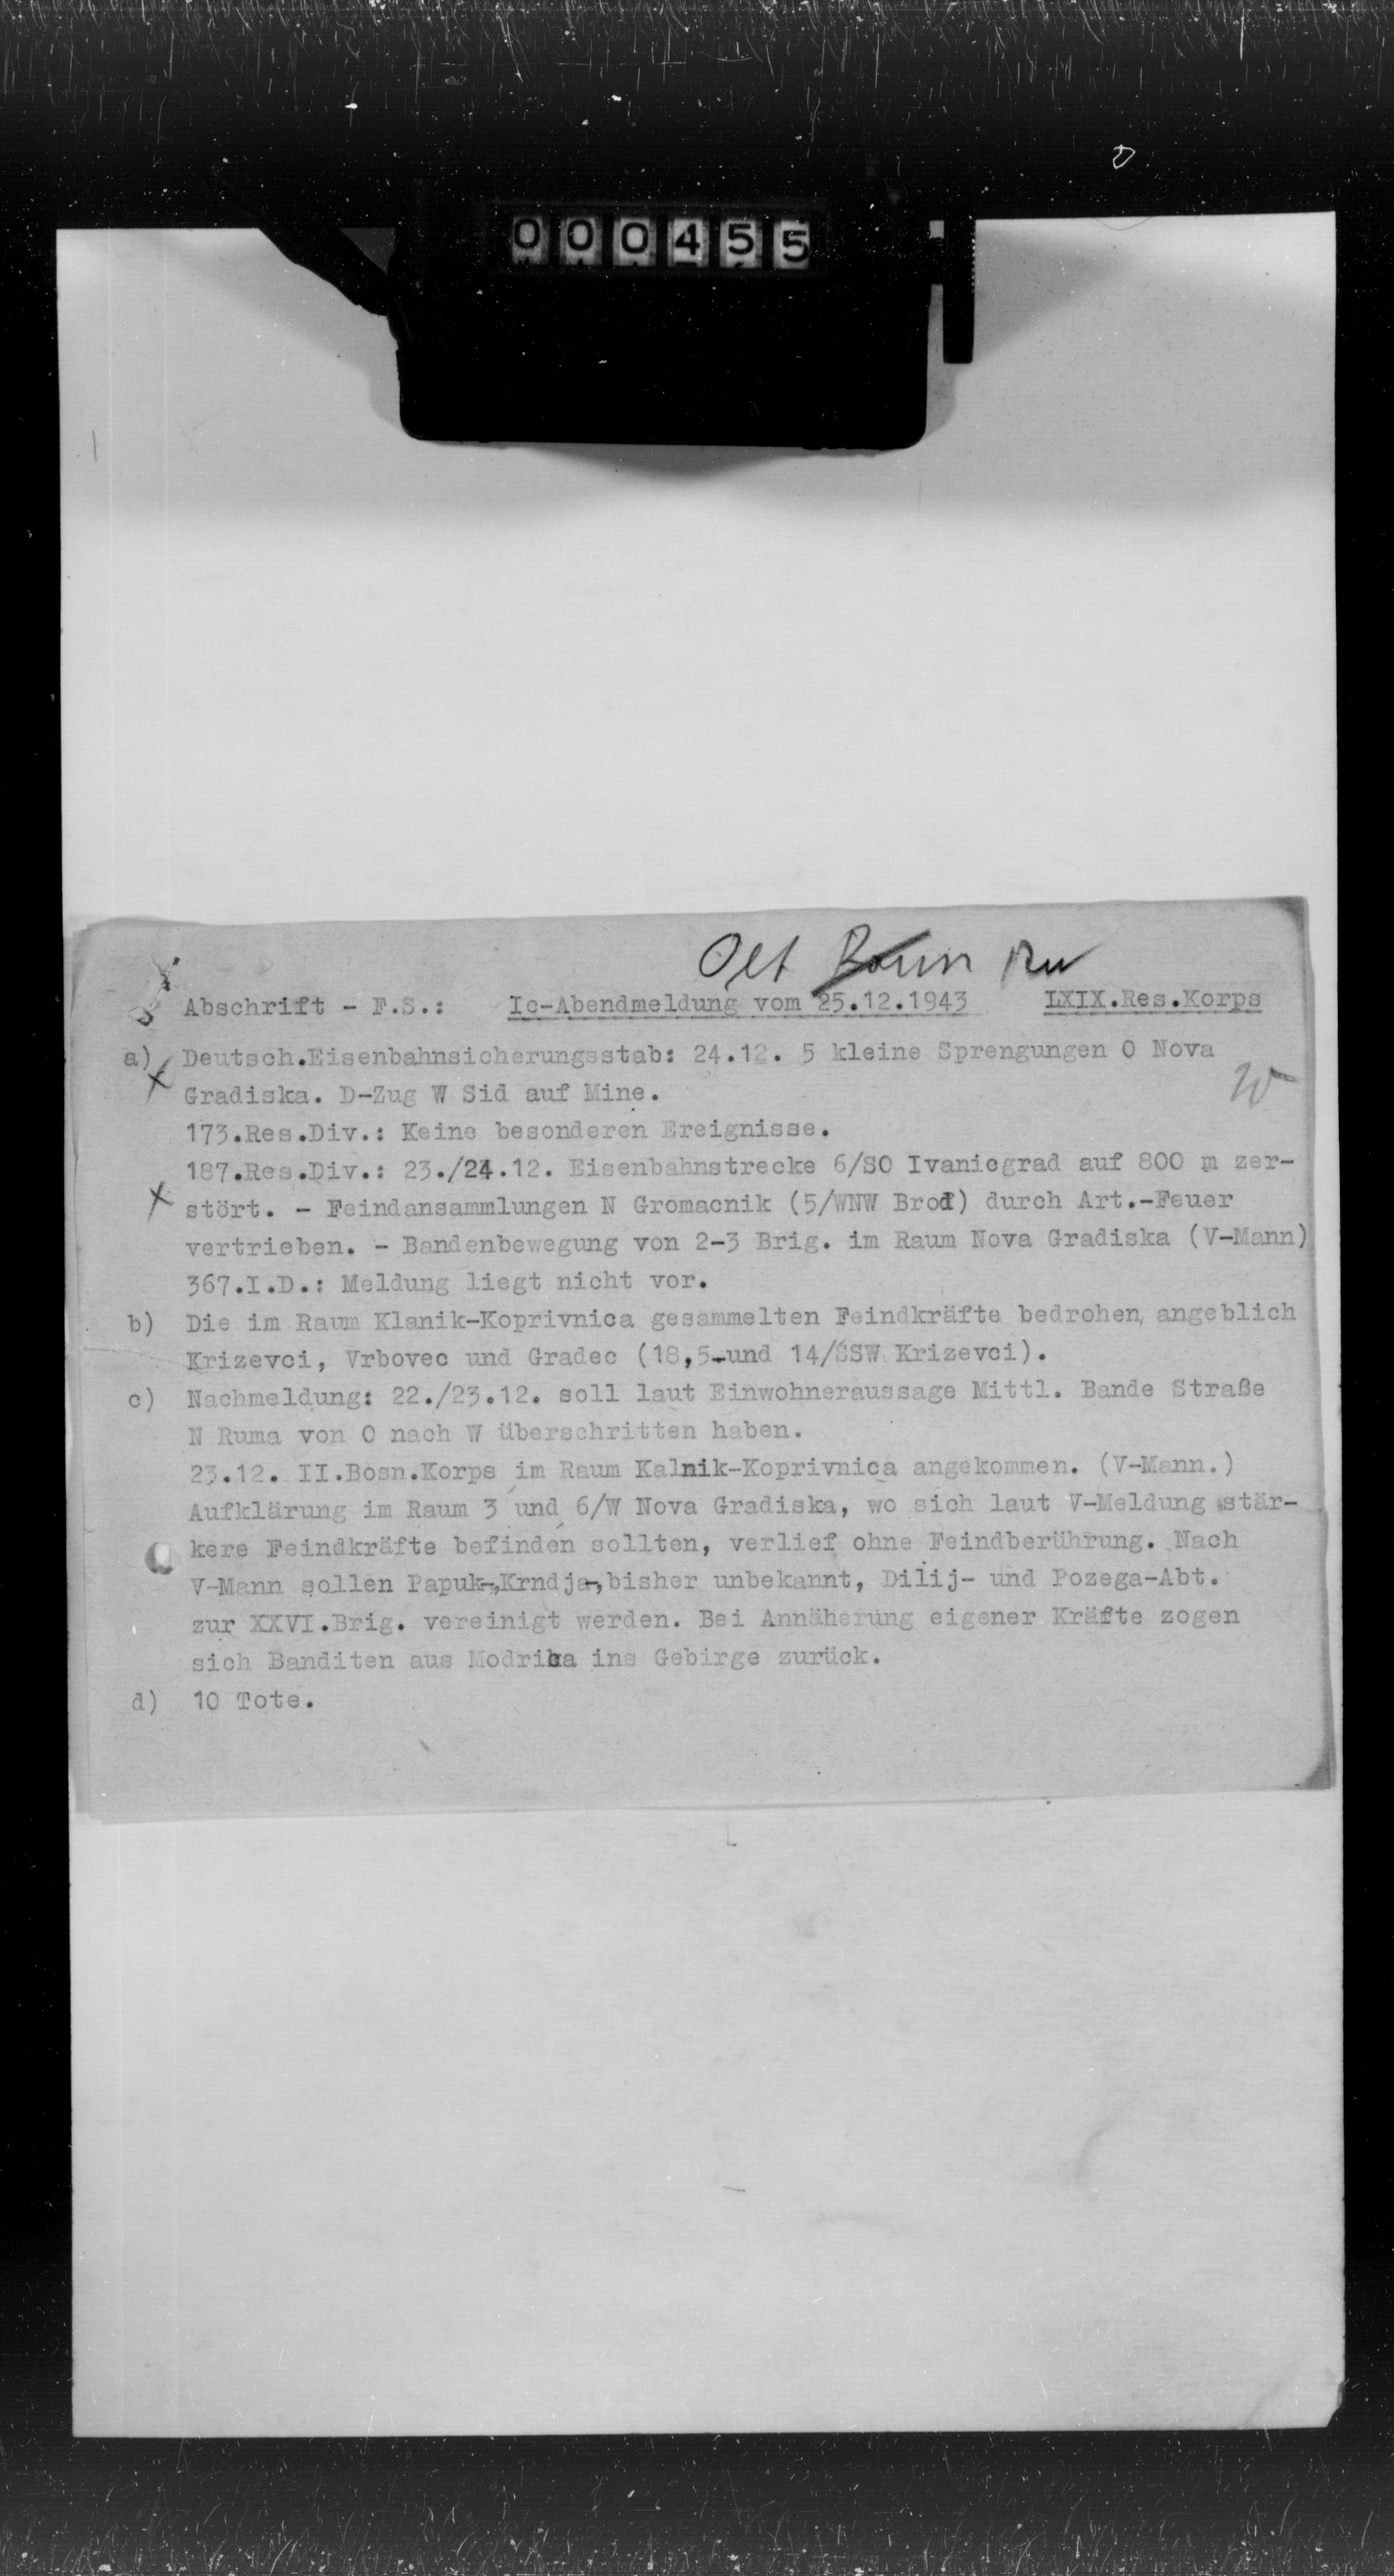 000455
Olt
Abschrift - F.S.: Ic-Abendmeldung vom 25.12.1943 LXIX.Res.Korps
a) Deutsch.Eisenbahnsicherungsstab: 24.12. 5 kleine Sprengungen O Nova
Gradiska. D-Zug W Sid auf Mine.
173.Res.Div.: Keine besonderen Ereignisse.
187.Res.Div.: 23./24.12. Eisenbahnstrecke 6/SO Ivanicgrad auf 800 m zer-
stört. - Feindansammlungen N Gromacnik (5/WNW Brod) durch Art.-Feuer
vertrieben. - Bandenbewegung von 2-3 Brig. im Raum Nova Gradiska (V-Mann)
367.I.D.: Meldung liegt nicht vor.
b) Die im Raum Klanik-Koprivnica gesammelten Feindkräfte bedrohen, angeblich
Krizevci, Vrbovec und Gradec (18,5-und 14/SSW Krizevci).
c) Nachmeldung: 22./23.12. soll laut Einwohneraussage Mittl. Bande Straße
N Ruma von O nach W überschritten haben.
23.12. II.Bosn.Korps im Raum Kalnik-Koprivnica angekommen. (V-Mann.)
Aufklärung im Raum 3 und 6/W Nova Gradiska, wo sich laut V-Meldung stär-
kere Feindkräfte befinden sollten, verlief ohne Feindberührung. Nach
V-Mann sollen Papuk-,Krndja-,bisher unbekannt, Dilij- und Pozega-Abt.
zur XXVI.Brig. vereinigt werden. Bei Annäherung eigener Kräfte zogen
sich Banditen aus Modrica ins Gebirge zurück.
d) 10 Tote.